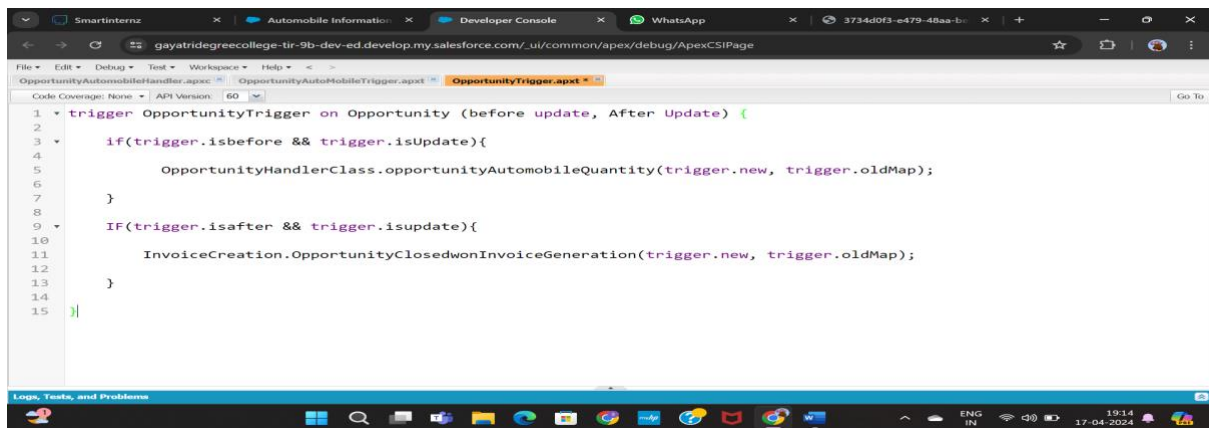 Smartinternz
Automobile Information
Developer Console
WhatsApp
3734d0f3-e479-48aa-bc
gayatridegreecollege-tir-9b-dev-ed.develop.my.salesforce.com/_ui/common/apex/debug/ApexCSIPage
File Edit Debug Test Workspace Help < >
OpportunityAutomobileHandler.apxc OpportunityAutoMobileTrigger.apxt OpportunityTrigger.apxt *
Code Coverage: None API Version: 60 Go To
1 trigger OpportunityTrigger on Opportunity (before update, After Update) {
2
3 if(trigger.isbefore && trigger.isUpdate){
4
5 OpportunityHandlerClass.opportunityAutomobileQuantity(trigger.new, trigger.oldMap);
6
7 }
8
9 IF(trigger.isafter && trigger.isupdate){
10
11 InvoiceCreation.OpportunityClosedwonInvoiceGeneration(trigger.new, trigger.oldMap);
12
13 }
14
15 }
Logs, Tests, and Problems
ENG
IN
19:14
17-04-2024